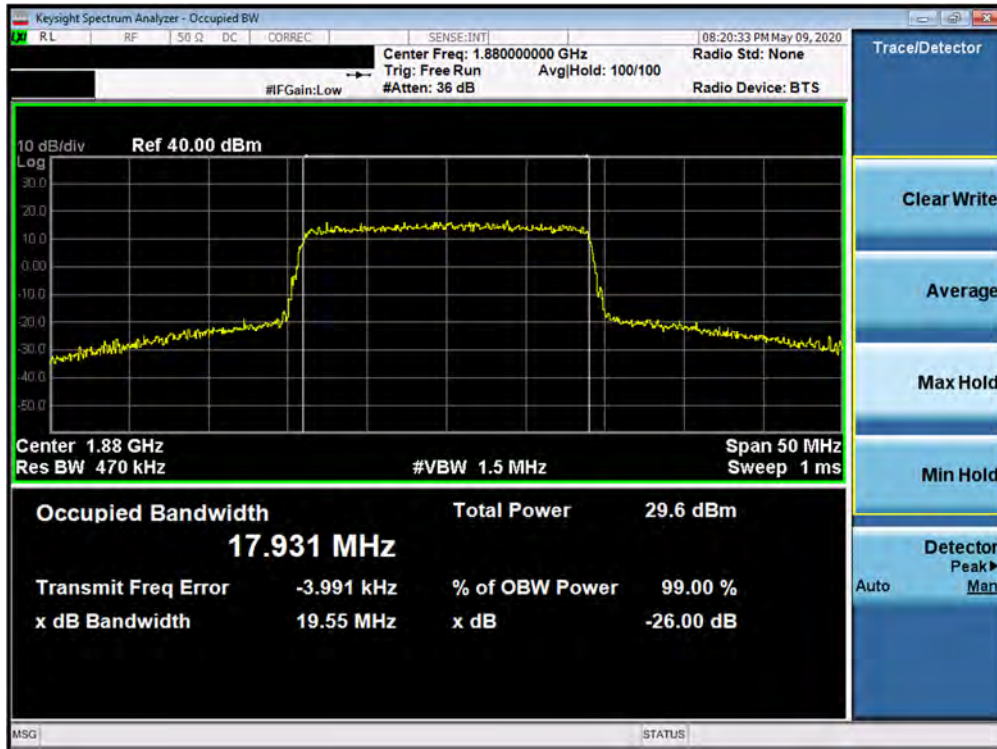 Keysight Spectrum Analyzer - Occupied BW
LXI RL RF 50 Ω DC CORREC SENSE:INT 08:20:33 PM May 09, 2020
Center Freq: 1.880000000 GHz Radio Std: None
Trig: Free Run Avg|Hold: 100/100
#IFGain:Low #Atten: 36 dB Radio Device: BTS
10 dB/div Ref 40.00 dBm
Log
30.0
20.0
10.0
0.00
-10.0
-20.0
-30.0
-40.0
-50.0
Center 1.88 GHz Span 50 MHz
Res BW 470 kHz #VBW 1.5 MHz Sweep 1 ms
Occupied Bandwidth Total Power 29.6 dBm
17.931 MHz
Transmit Freq Error -3.991 kHz % of OBW Power 99.00 %
x dB Bandwidth 19.55 MHz x dB -26.00 dB
MSG STATUS
Trace/Detector
Clear Write
Average
Max Hold
Min Hold
Detector
Peak▶
Auto Man